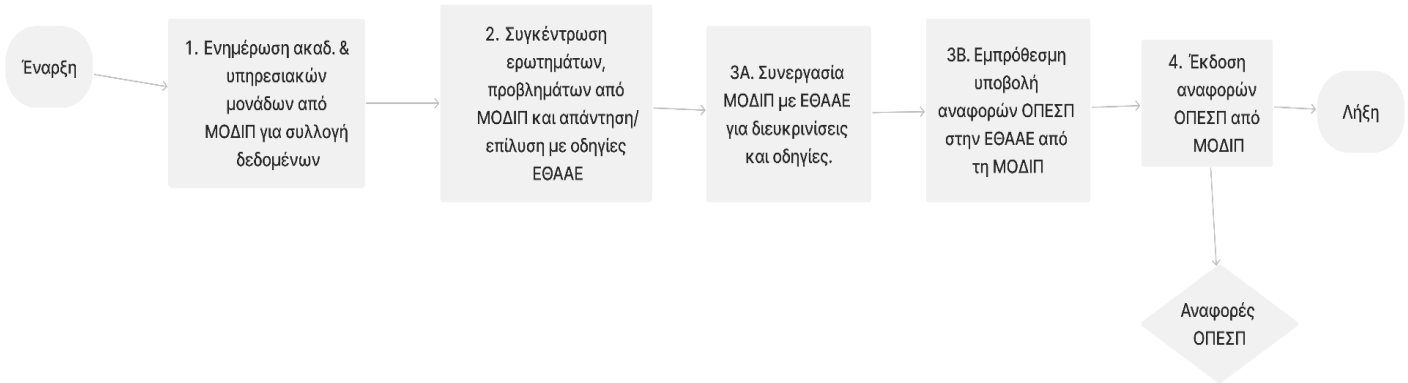 Έναρξη
1. Ενημέρωση ακαδ. &
υπηρεσιακών
μονάδων από
ΜΟΔΙΠ για συλλογή
δεδομένων
2. Συγκέντρωση
ερωτημάτων,
προβλημάτων από
ΜΟΔΙΠ και απάντηση/
επίλυση με οδηγίες
ΕΘΑΑΕ
3Α. Συνεργασία
ΜΟΔΙΠ με ΕΘΑΑΕ
για διευκρινίσεις
και οδηγίες.
3Β. Εμπρόθεσμη
υποβολή
αναφορών ΟΠΕΣΠ
στην ΕΘΑΑΕ από
τη ΜΟΔΙΠ
4. Έκδοση
αναφορών
ΟΠΕΣΠ από
ΜΟΔΙΠ
Λήξη
Αναφορές
ΟΠΕΣΠ